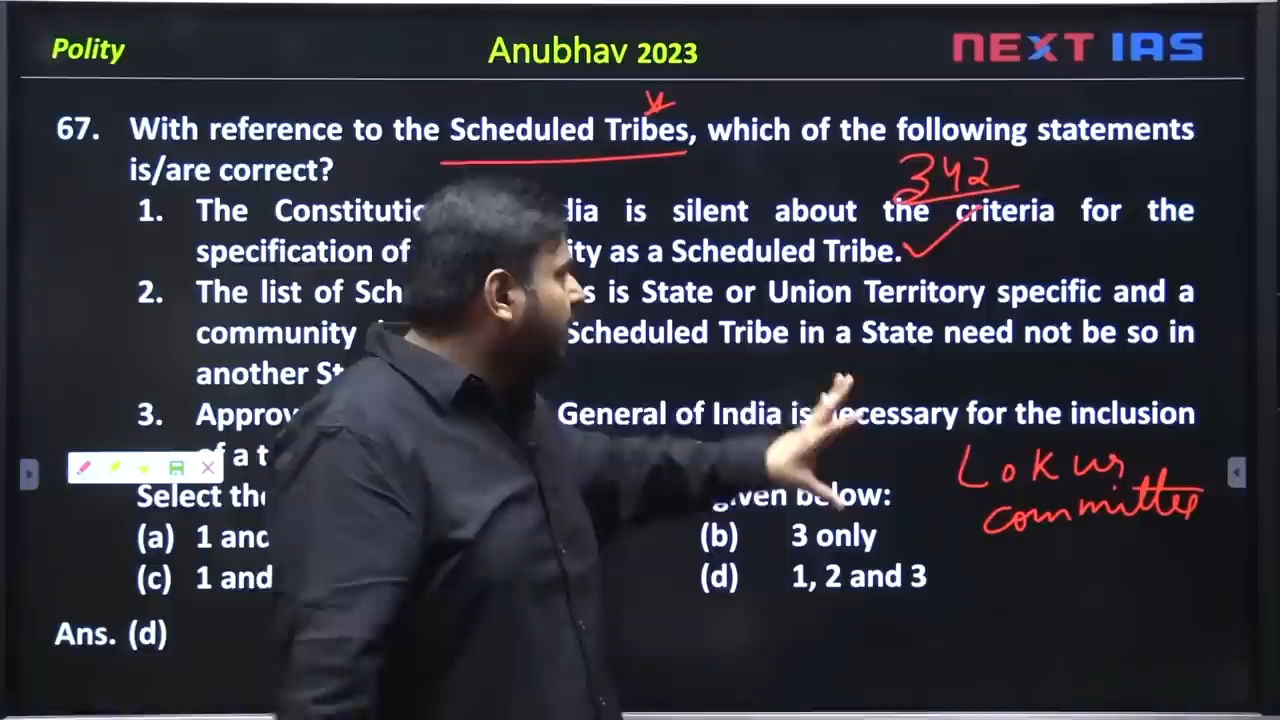 Polity
Anubhav 2023
NEXT IAS
67. With reference to the Scheduled Tribes, which of the following statements
is/are correct?
342
1. The Constitutio dia is silent about the criteria for the
specification of ity as a Scheduled Tribe.
2. The list of Sch s is State or Union Territory specific and a
community Scheduled Tribe in a State need not be so in
another St
3. Approv General of India is necessary for the inclusion
of a t
Lokur
committee
Select the given below:
(a) 1 and
(b) 3 only
(c) 1 and
(d) 1, 2 and 3
Ans. (d)